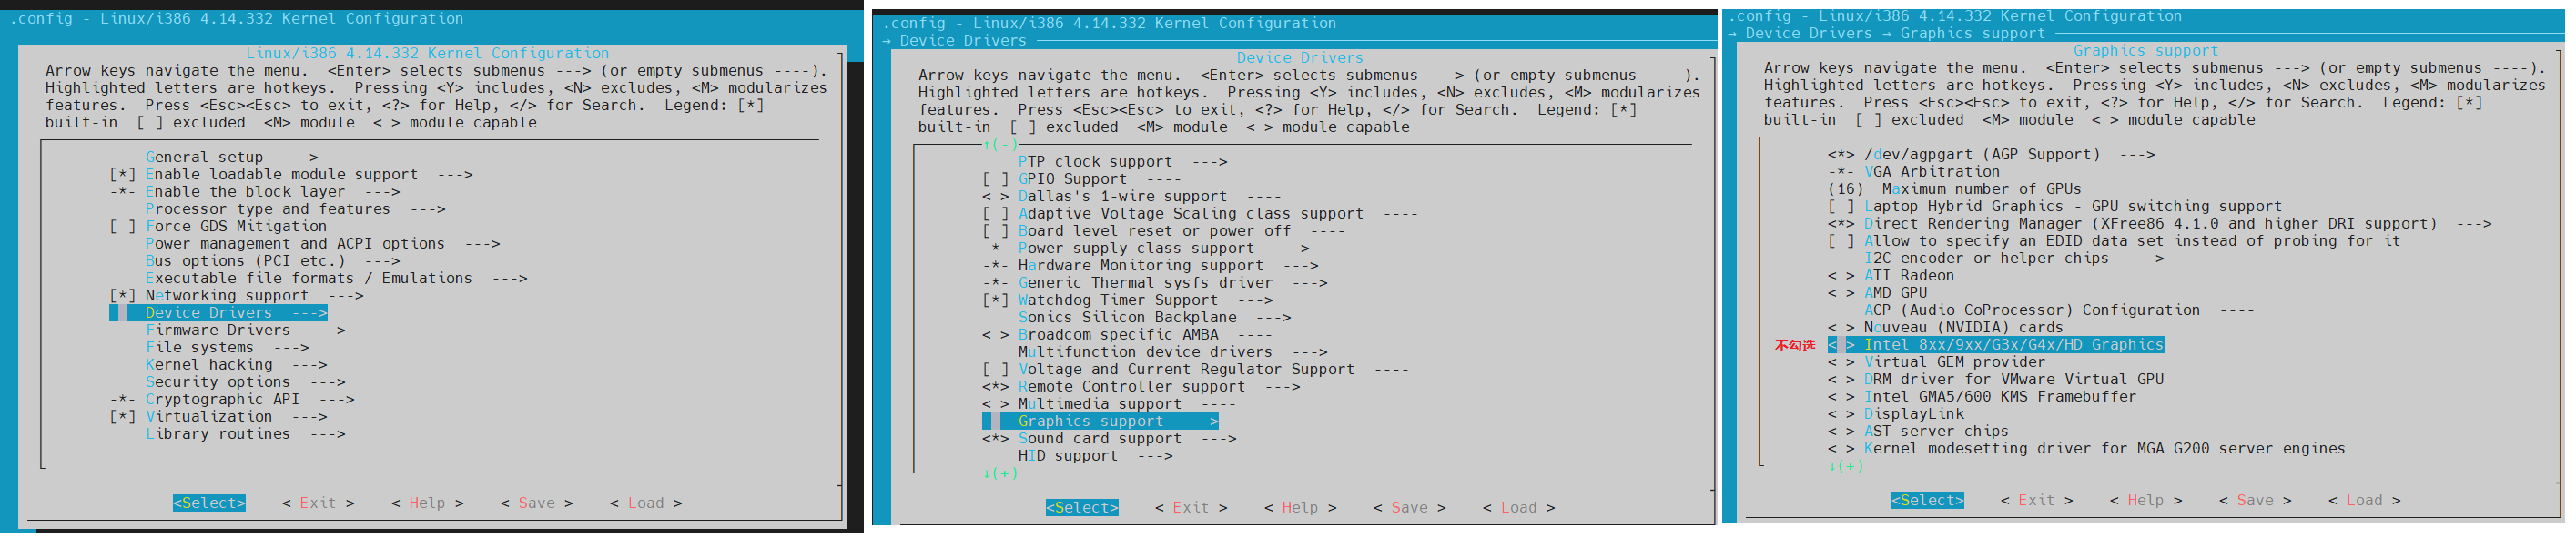 .config - Linux/i386 4.14.332 Kernel Configuration
Linux/i386 4.14.332 Kernel Configuration
Arrow keys navigate the menu.  <Enter> selects submenus ---> (or empty submenus ----).
Highlighted letters are hotkeys.  Pressing <Y> includes, <N> excludes, <M> modularizes
features.  Press <Esc><Esc> to exit, <?> for Help, </> for Search.  Legend: [*]
built-in  [ ] excluded  <M> module  < > module capable
General setup  --->
[*] Enable loadable module support  --->
-*- Enable the block layer  --->
Processor type and features  --->
[ ] Force GDS Mitigation
Power management and ACPI options  --->
Bus options (PCI etc.)  --->
Executable file formats / Emulations  --->
[*] Networking support  --->
Device Drivers  --->
Firmware Drivers  --->
File systems  --->
Kernel hacking  --->
Security options  --->
-*- Cryptographic API  --->
[*] Virtualization  --->
Library routines  --->
<Select>    < Exit >    < Help >    < Save >    < Load >
.config - Linux/i386 4.14.332 Kernel Configuration
→ Device Drivers
Device Drivers
Arrow keys navigate the menu.  <Enter> selects submenus ---> (or empty submenus ----).
Highlighted letters are hotkeys.  Pressing <Y> includes, <N> excludes, <M> modularizes
features.  Press <Esc><Esc> to exit, <?> for Help, </> for Search.  Legend: [*]
built-in  [ ] excluded  <M> module  < > module capable
↑(-)
PTP clock support  --->
[ ] GPIO Support  ----
< > Dallas's 1-wire support  ----
[ ] Adaptive Voltage Scaling class support  ----
[ ] Board level reset or power off  ----
-*- Power supply class support  --->
-*- Hardware Monitoring support  --->
-*- Generic Thermal sysfs driver  --->
[*] Watchdog Timer Support  --->
Sonics Silicon Backplane  --->
< > Broadcom specific AMBA  ----
Multifunction device drivers  --->
[ ] Voltage and Current Regulator Support  ----
<*> Remote Controller support  --->
< > Multimedia support  ----
Graphics support  --->
<*> Sound card support  --->
HID support  --->
↓(+)
<Select>    < Exit >    < Help >    < Save >    < Load >
.config - Linux/i386 4.14.332 Kernel Configuration
→ Device Drivers → Graphics support
Graphics support
Arrow keys navigate the menu.  <Enter> selects submenus ---> (or empty submenus ----).
Highlighted letters are hotkeys.  Pressing <Y> includes, <N> excludes, <M> modularizes
features.  Press <Esc><Esc> to exit, <?> for Help, </> for Search.  Legend: [*]
built-in  [ ] excluded  <M> module  < > module capable
<*> /dev/agpgart (AGP Support)  --->
-*- VGA Arbitration
(16)  Maximum number of GPUs
[ ] Laptop Hybrid Graphics - GPU switching support
<*> Direct Rendering Manager (XFree86 4.1.0 and higher DRI support)  --->
[ ] Allow to specify an EDID data set instead of probing for it
I2C encoder or helper chips  --->
< > ATI Radeon
< > AMD GPU
ACP (Audio CoProcessor) Configuration  ----
< > Nouveau (NVIDIA) cards
不勾选 < > Intel 8xx/9xx/G3x/G4x/HD Graphics
< > Virtual GEM provider
< > DRM driver for VMware Virtual GPU
< > Intel GMA5/600 KMS Framebuffer
< > DisplayLink
< > AST server chips
< > Kernel modesetting driver for MGA G200 server engines
↓(+)
<Select>    < Exit >    < Help >    < Save >    < Load >